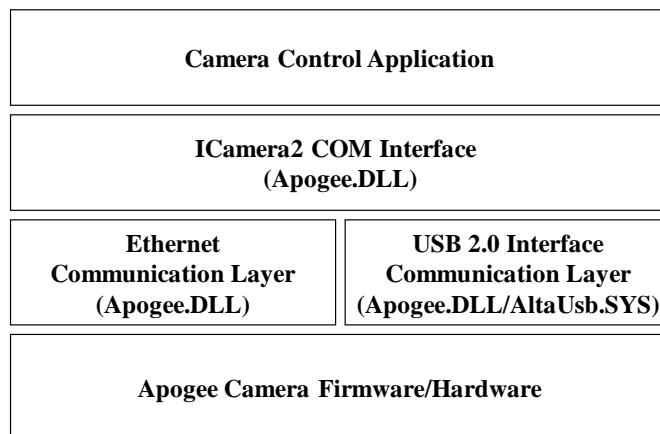 Camera Control Application
ICamera2 COM Interface
(Apogee.DLL)
Ethernet
Communication Layer
(Apogee.DLL)
USB 2.0 Interface
Communication Layer
(Apogee.DLL/AltaUsb.SYS)
Apogee Camera Firmware/Hardware